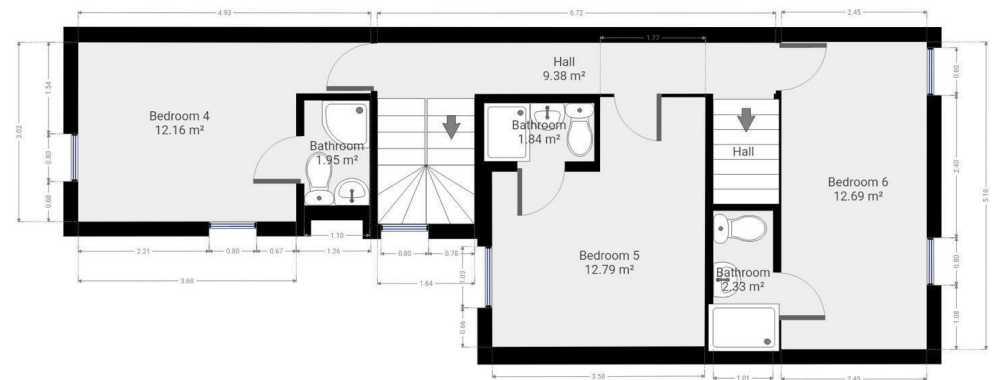 4.93
6.72
2.45
1.77
Hall
9.38 m²
Bedroom 4
12.16 m²
Bathroom
1.95 m²
Bathroom
1.84 m²
Hall
Bedroom 6
12.69 m²
Bedroom 5
12.79 m²
Bathroom
2.33 m²
3.02
1.54
0.80
0.68
0.80
2.40
5.18
0.80
1.08
1.10
2.21
0.80
0.67
1.26
3.68
0.80
0.78
1.64
1.03
0.66
3.58
1.01
2.45